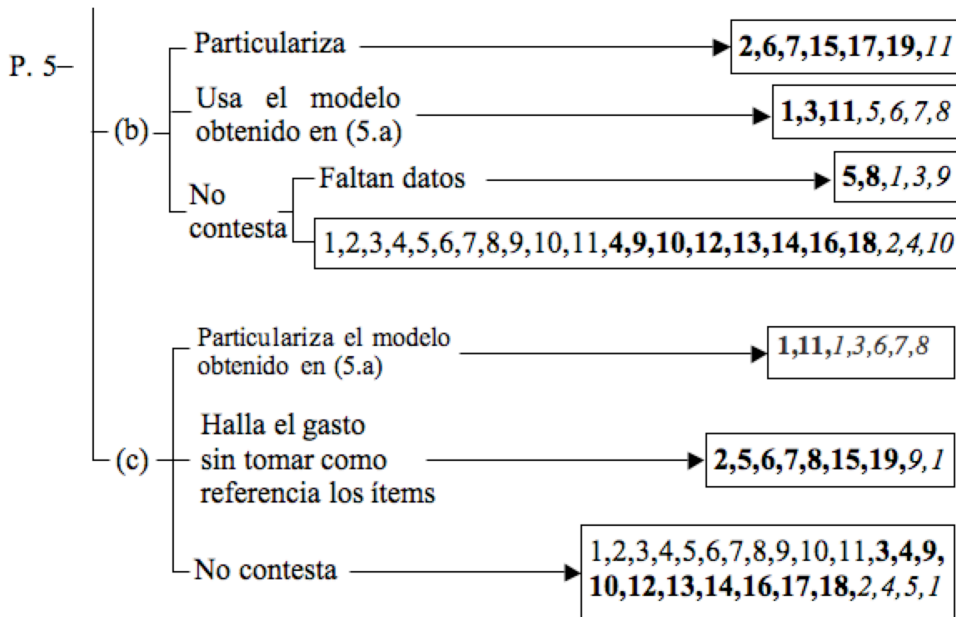 P. 5
(b)
Particulariza
2,6,7,15,17,19,11
Usa el modelo
obtenido en (5.a)
1,3,11,5,6,7,8
No
contesta
Faltan datos
5,8,1,3,9
1,2,3,4,5,6,7,8,9,10,11,4,9,10,12,13,14,16,18,2,4,10
(c)
Particulariza el modelo
obtenido en (5.a)
1,11,1,3,6,7,8
Halla el gasto
sin tomar como
referencia los ítems
2,5,6,7,8,15,19,9,1
No contesta
1,2,3,4,5,6,7,8,9,10,11,3,4,9,
10,12,13,14,16,17,18,2,4,5,1